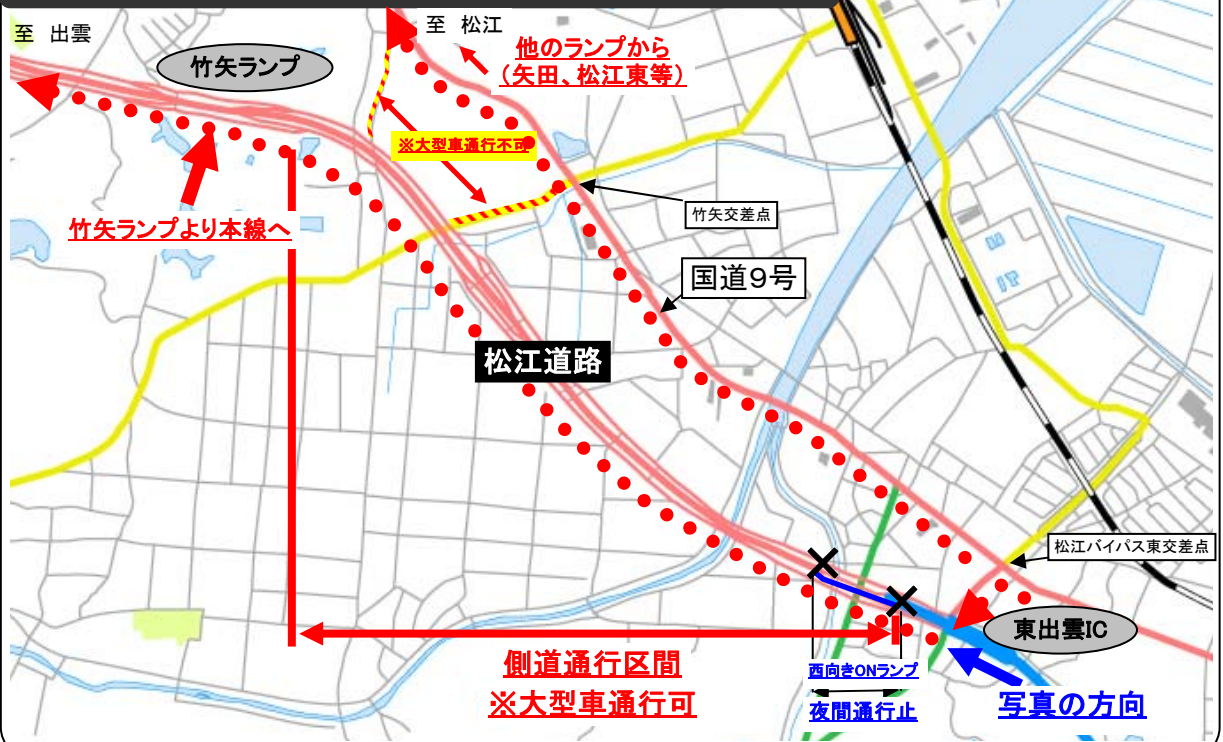 至 出雲
至 松江
竹矢ランプ
他のランプから
(矢田、松江東等)
※大型車通行不可
竹矢ランプより本線へ
竹矢交差点
国道9号
松江道路
松江バイパス東交差点
東出雲IC
側道通行区間
※大型車通行可
西向きONランプ
夜間通行止
写真の方向